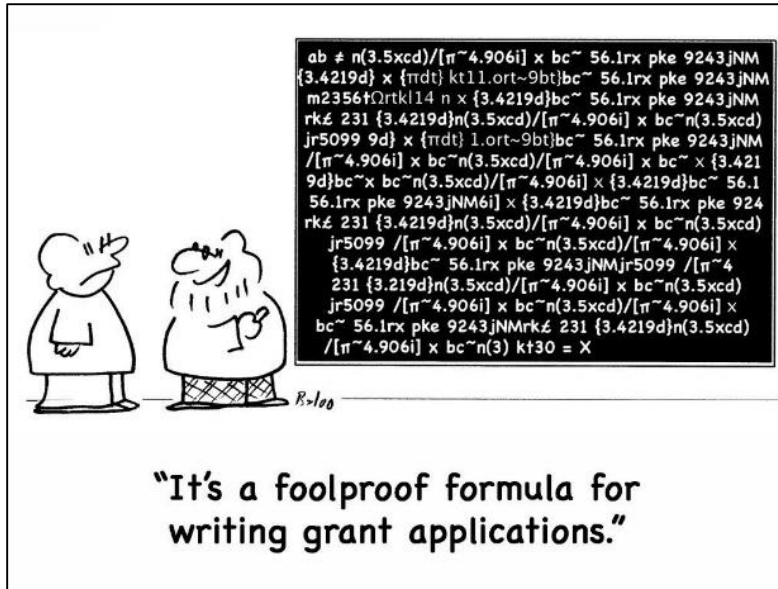 ab ≠ n(3.5xcd)/[π~4.906i] x bc~ 56.1rx pke 9243jNM
{3.4219d} x {πdt} kt11.ort~9bt}bc~ 56.1rx pke 9243jNM
m2356tΩrtkl14 n x {3.4219d}bc~ 56.1rx pke 9243jNM
rk£ 231 {3.4219d}n(3.5xcd)/[π~4.906i] x bc~n(3.5xcd)
jr5099 9d} x {πdt} 1.ort~9bt}bc~ 56.1rx pke 9243jNM
/[π~4.906i] x bc~n(3.5xcd)/[π~4.906i] x bc~ x {3.421
9d}bc~x bc~n(3.5xcd)/[π~4.906i] x {3.4219d}bc~ 56.1
56.1rx pke 9243jNM6i] x {3.4219d}bc~ 56.1rx pke 924
rk£ 231 {3.4219d}n(3.5xcd)/[π~4.906i] x bc~n(3.5xcd)
jr5099 /[π~4.906i] x bc~n(3.5xcd)/[π~4.906i] x
{3.4219d}bc~ 56.1rx pke 9243jNMjr5099 /[π~4
231 {3.219d}n(3.5xcd)/[π~4.906i] x bc~n(3.5xcd)
jr5099 /[π~4.906i] x bc~n(3.5xcd)/[π~4.906i] x
bc~ 56.1rx pke 9243jNMrk£ 231 {3.4219d}n(3.5xcd)
/[π~4.906i] x bc~n(3) kt30 = X
"It's a foolproof formula for
writing grant applications."